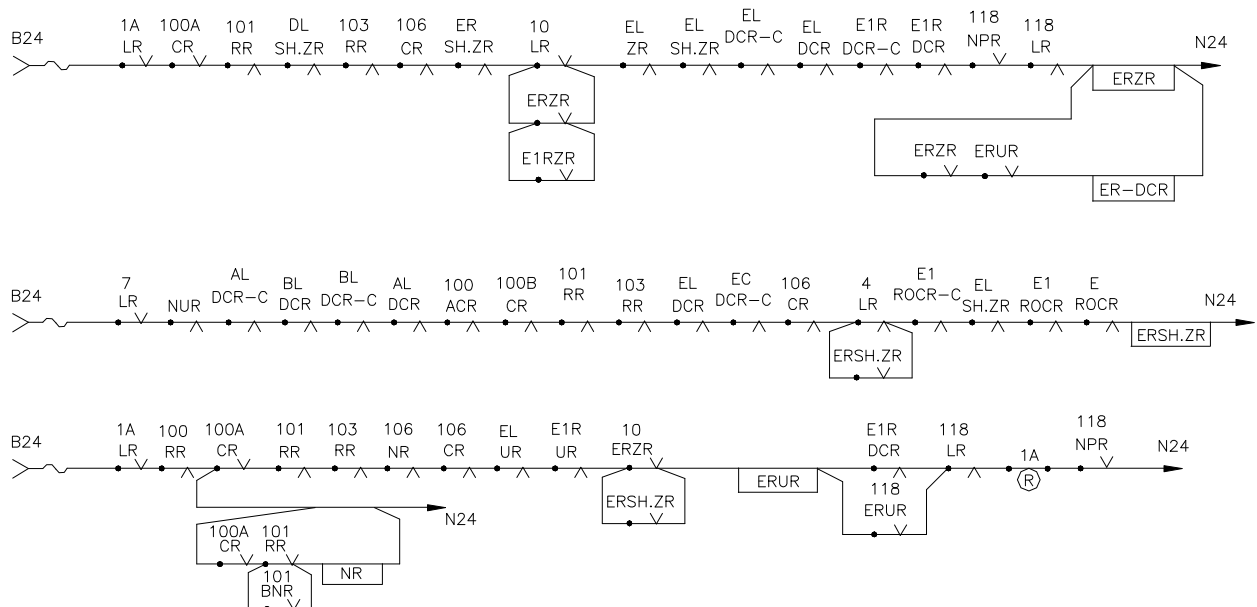 B24
1A
LR
100A
CR
101
RR
DL
SH.ZR
103
RR
106
CR
ER
SH.ZR
10
LR
EL
ZR
EL
SH.ZR
EL
DCR-C
EL
DCR
E1R
DCR-C
E1R
DCR
118
NPR
118
LR
ERZR
N24
ERZR
E1RZR
ERZR
ERUR
ER-DCR
B24
7
LR
NUR
AL
DCR-C
BL
DCR
BL
DCR-C
AL
DCR
100
ACR
100B
CR
101
RR
103
RR
EL
DCR
EC
DCR-C
106
CR
4
LR
E1
ROCR-C
EL
SH.ZR
E1
ROCR
E
ROCR
ERSH.ZR
N24
ERSH.ZR
B24
1A
LR
100
RR
100A
CR
101
RR
103
RR
106
NR
106
CR
EL
UR
E1R
UR
10
ERZR
ERUR
E1R
DCR
118
LR
1A
R
118
NPR
N24
ERSH.ZR
118
ERUR
N24
100A
CR
101
RR
NR
101
BNR